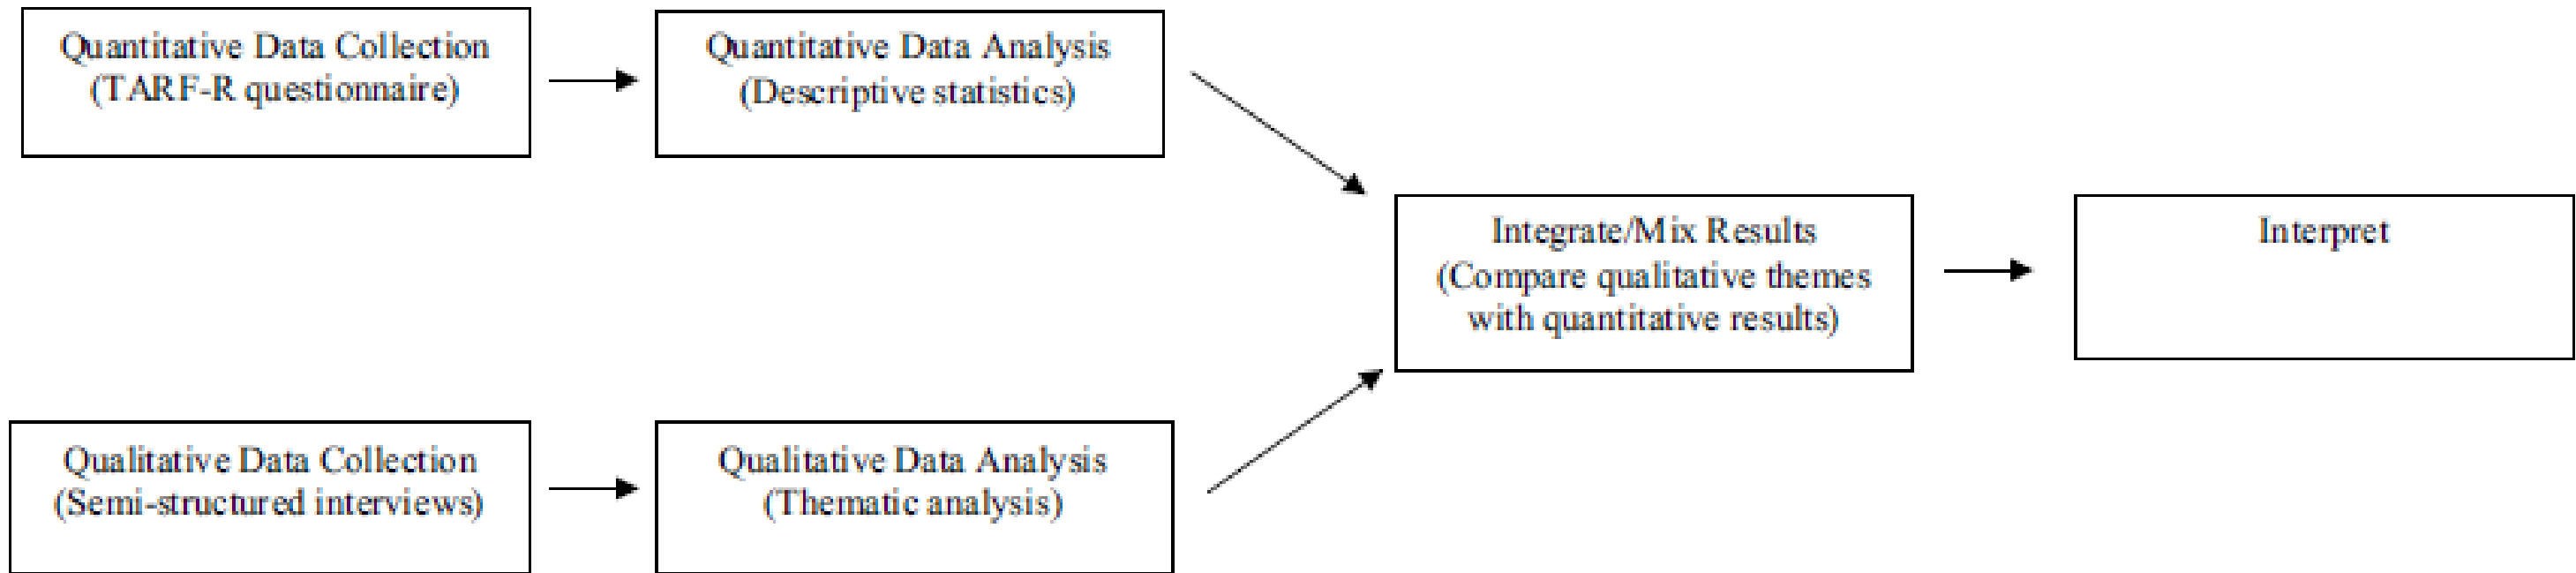 Quantitative Data Collection
(TARF-R questionnaire)
Quantitative Data Analysis
(Descriptive statistics)
Integrate/Mix Results
(Compare qualitative themes
with quantitative results)
Interpret
Qualitative Data Collection
(Semi-structured interviews)
Qualitative Data Analysis
(Thematic analysis)